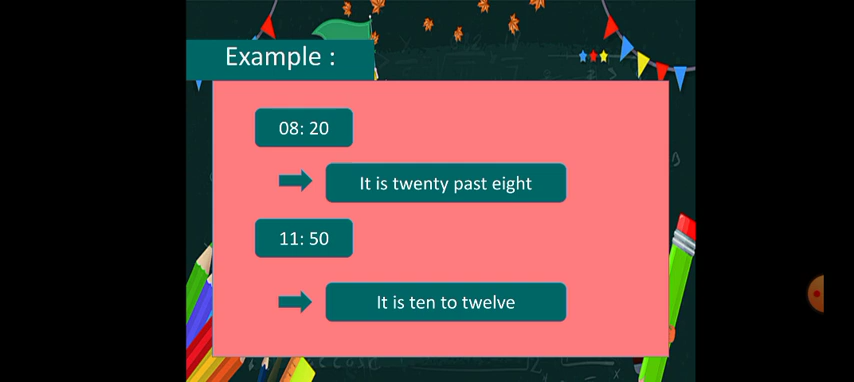 Example :
08: 20
It is twenty past eight
11: 50
It is ten to twelve